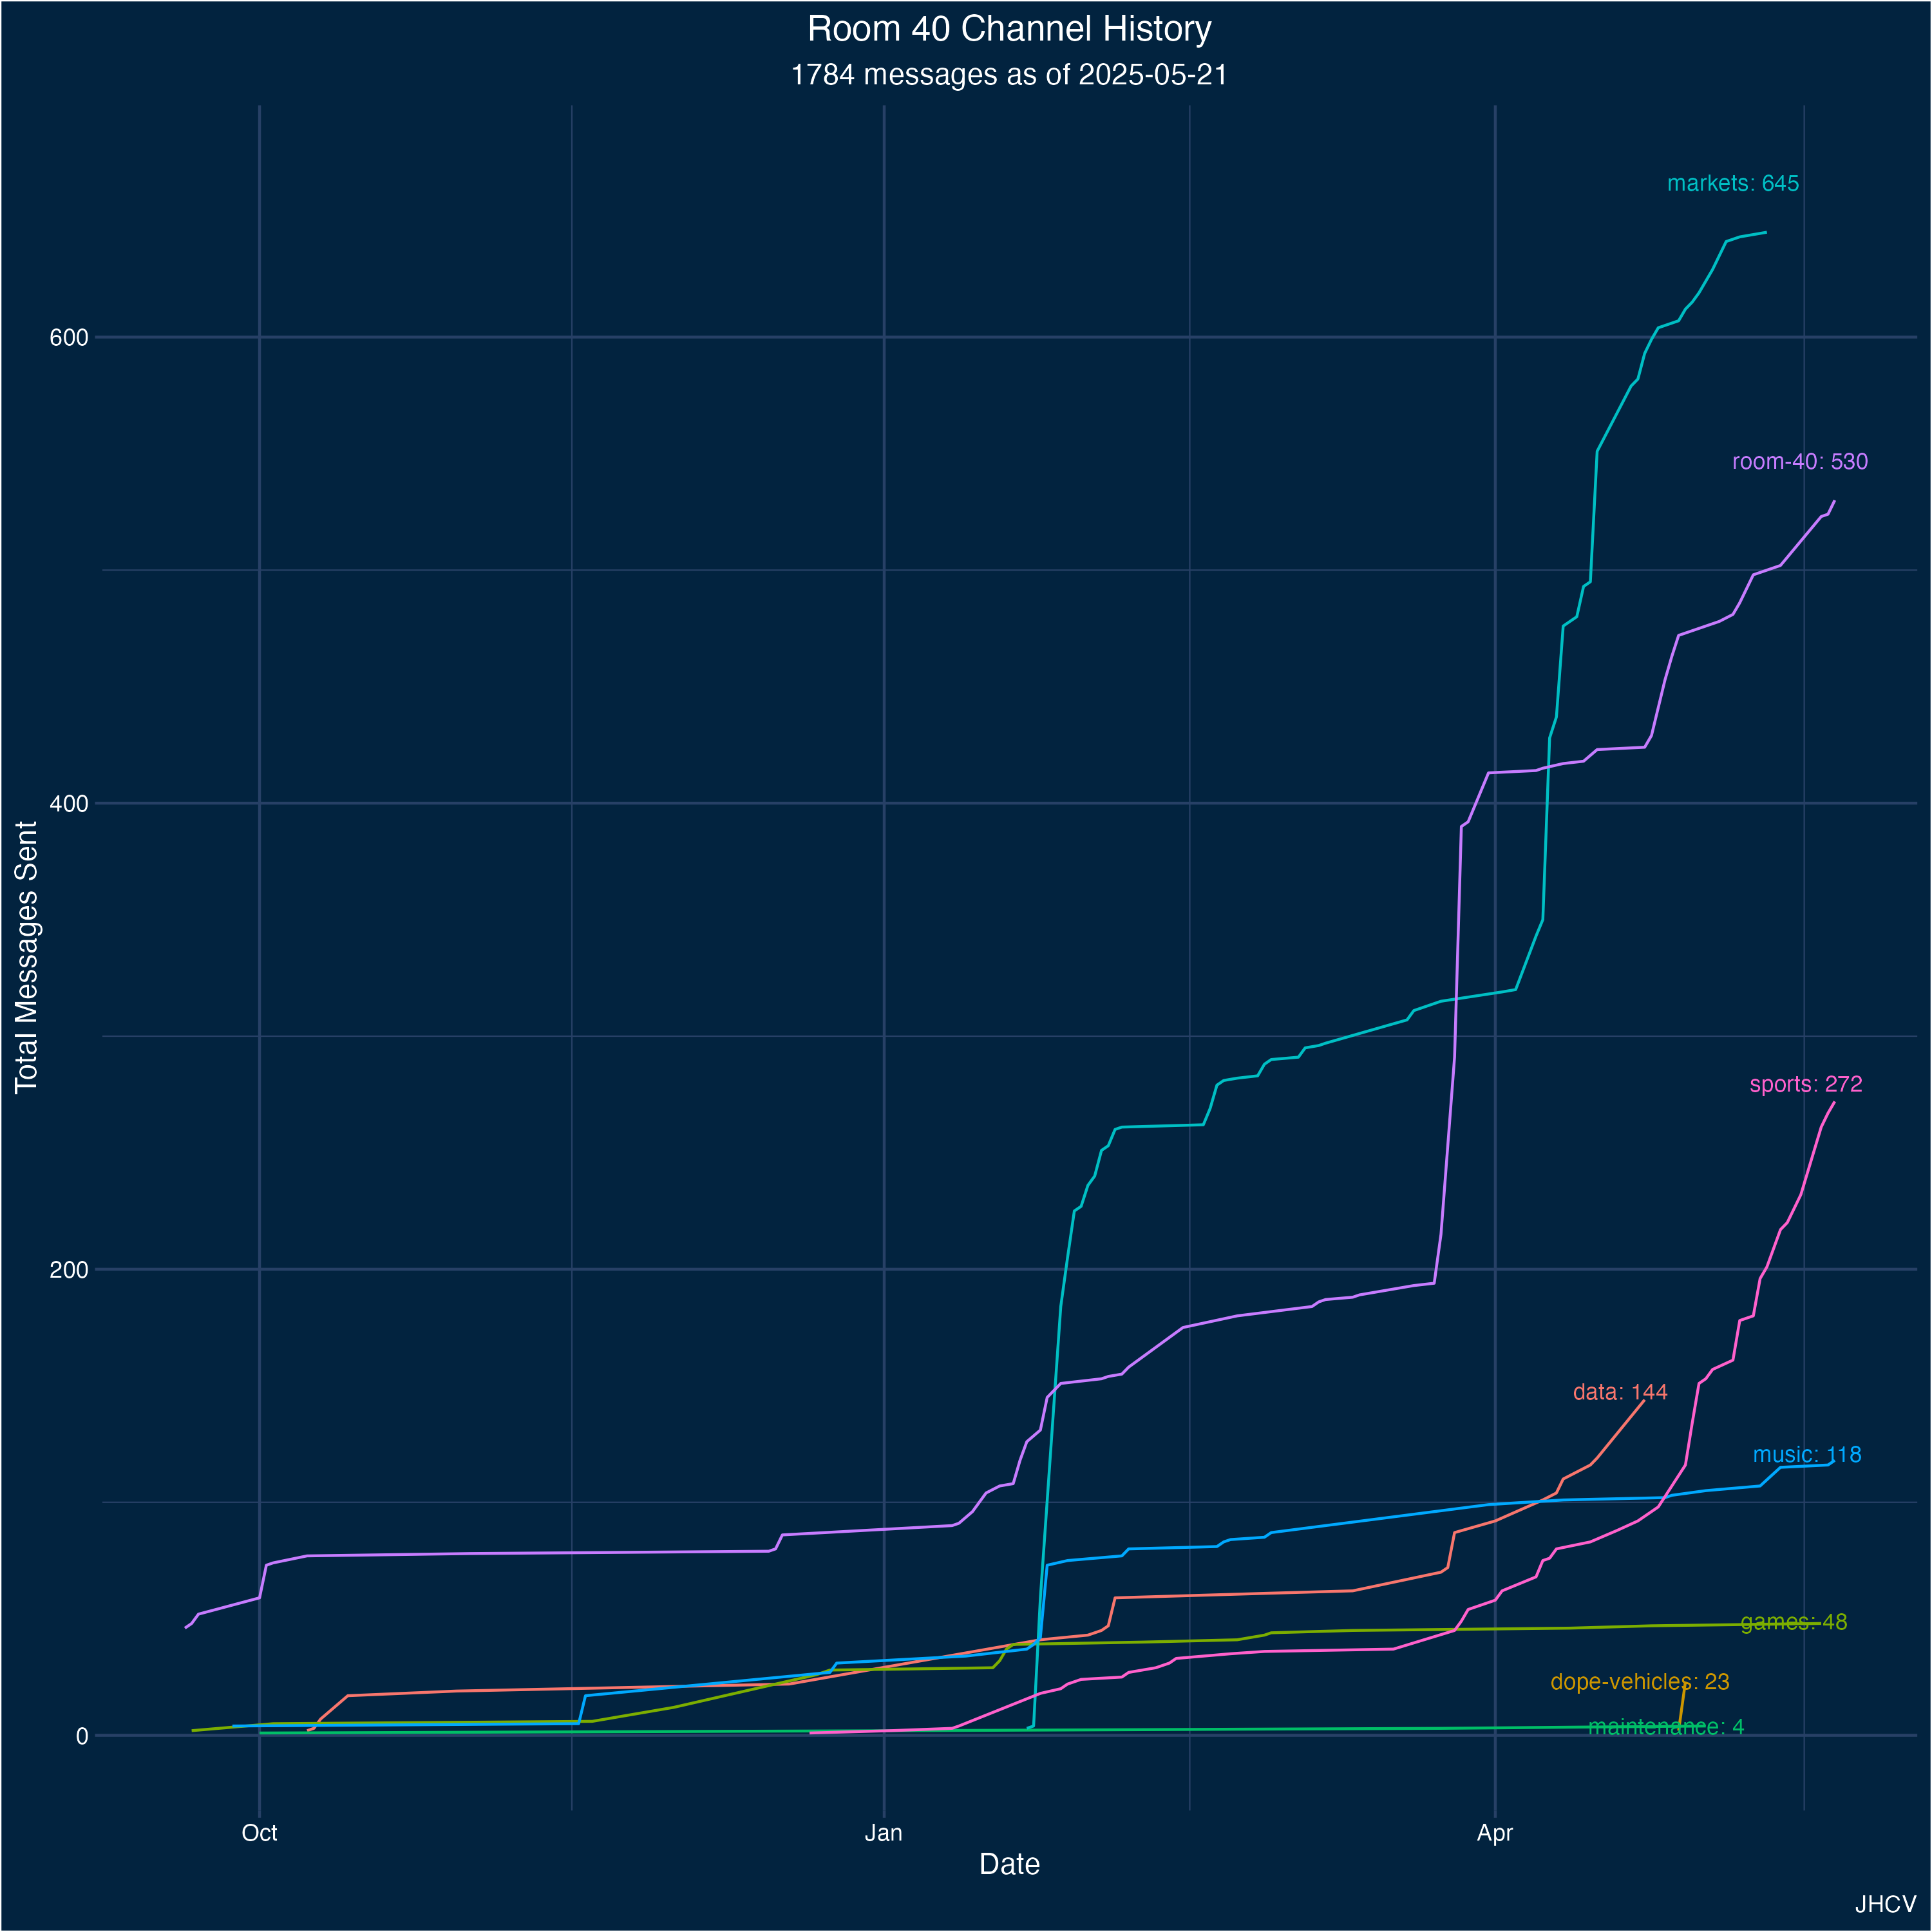 Room 40 Channel History
1784 messages as of 2025-05-21
markets: 645
600
room-40: 530
400
Total Messages Sent
sports: 272
200
data: 144
music: 118
games: 48
dope-vehicles: 23
maintenance: 4
0
Oct
Jan
Apr
Date
JHCV